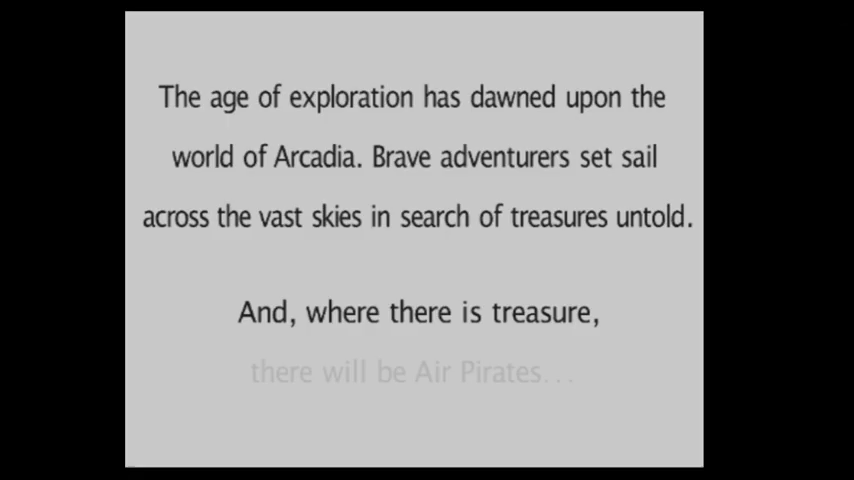 The age of exploration has dawned upon the
world of Arcadia. Brave adventurers set sail
across the vast skies in search of treasures untold.
And, where there is treasure,
there will be Air Pirates...